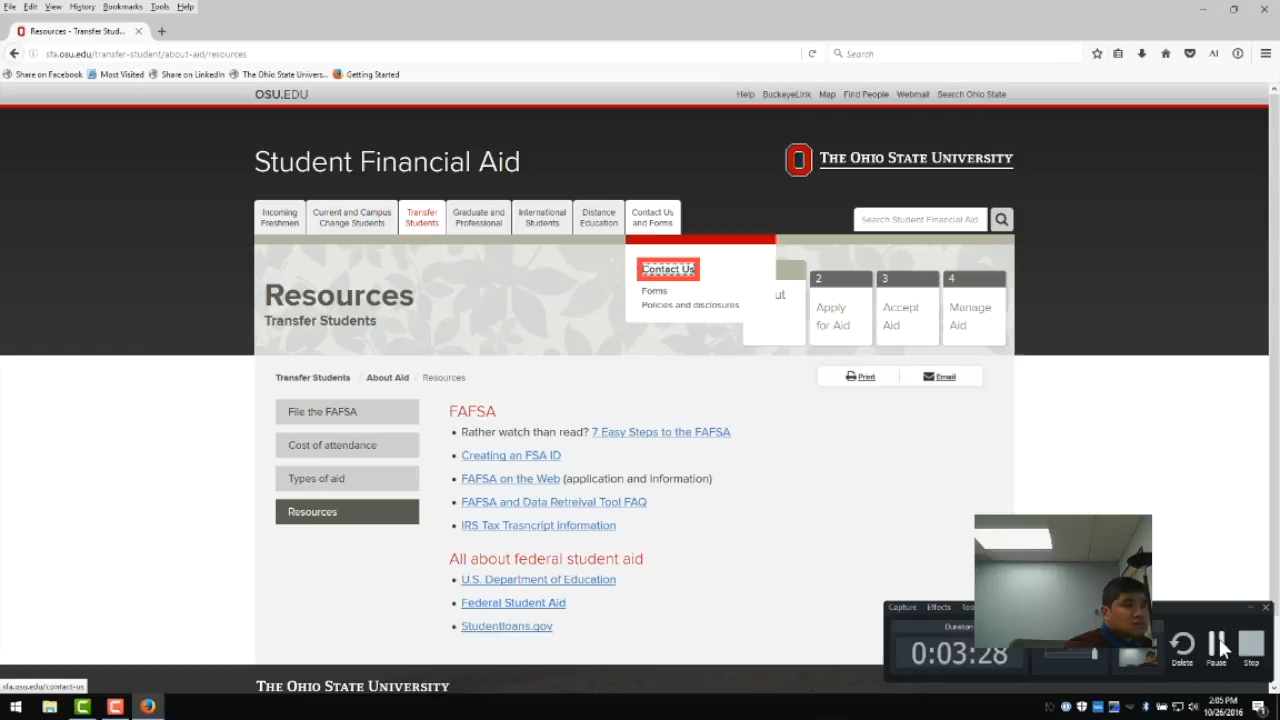 File Edit View History Bookmarks Tools Help
Resources - Transfer Stud...
sfa.osu.edu/transfer-student/about-aid/resources
Search
Share on Facebook Most Visited Share on LinkedIn The Ohio State Univers... Getting Started
OSU.EDU
Help BuckeyeLink Map Find People Webmail Search Ohio State
Student Financial Aid
THE OHIO STATE UNIVERSITY
Incoming Freshmen
Current and Campus Change Students
Transfer Students
Graduate and Professional
International Students
Distance Education
Contact Us and Forms
Search Student Financial Aid
Contact Us
Forms
Policies and disclosures
ut
2
Apply for Aid
3
Accept Aid
4
Manage Aid
Resources
Transfer Students
Transfer Students About Aid Resources
Print Email
File the FAFSA
Cost of attendance
Types of aid
Resources
FAFSA
• Rather watch than read? 7 Easy Steps to the FAFSA
• Creating an FSA ID
• FAFSA on the Web (application and information)
• FAFSA and Data Retreival Tool FAQ
• IRS Tax Trasncript information
All about federal student aid
• U.S. Department of Education
• Federal Student Aid
• Studentloans.gov
Capture Effects Too
Duration
0:03:28
Delete Pause Stop
THE OHIO STATE UNIVERSITY
sfa.osu.edu/contact-us
2:05 PM
10/26/2016